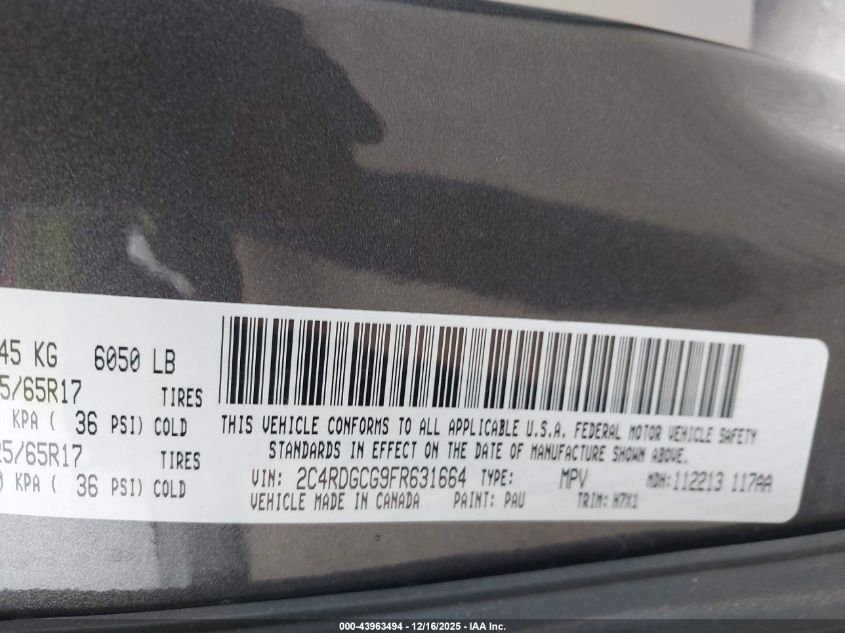 45 KG 6050 LB
5/65R17 TIRES
KPA ( 36 PSI) COLD
25/65R17 TIRES
0 KPA ( 36 PSI) COLD
THIS VEHICLE CONFORMS TO ALL APPLICABLE U.S.A. FEDERAL MOTOR VEHICLE SAFETY
STANDARDS IN EFFECT ON THE DATE OF MANUFACTURE SHOWN ABOVE.
VIN: 2C4RDGCG9FR631664 TYPE: MPV MDH: 112213 117AA
VEHICLE MADE IN CANADA PAINT: PAU TRIM: H7X1
000-43963494 - 12/16/2025 - IAA Inc.